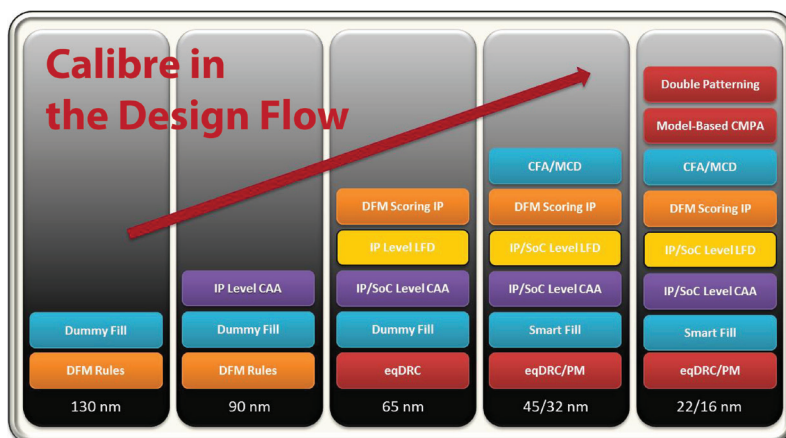 Calibre in
the Design Flow
Dummy Fill
DFM Rules
130 nm
IP Level CAA
Dummy Fill
DFM Rules
90 nm
DFM Scoring IP
IP Level LFD
IP/SoC Level CAA
Dummy Fill
eqDRC
65 nm
CFA/MCD
DFM Scoring IP
IP/SoC Level LFD
IP/SoC Level CAA
Smart Fill
eqDRC/PM
45/32 nm
Double Patterning
Model-Based CMPA
CFA/MCD
DFM Scoring IP
IP/SoC Level LFD
IP/SoC Level CAA
Smart Fill
eqDRC/PM
22/16 nm